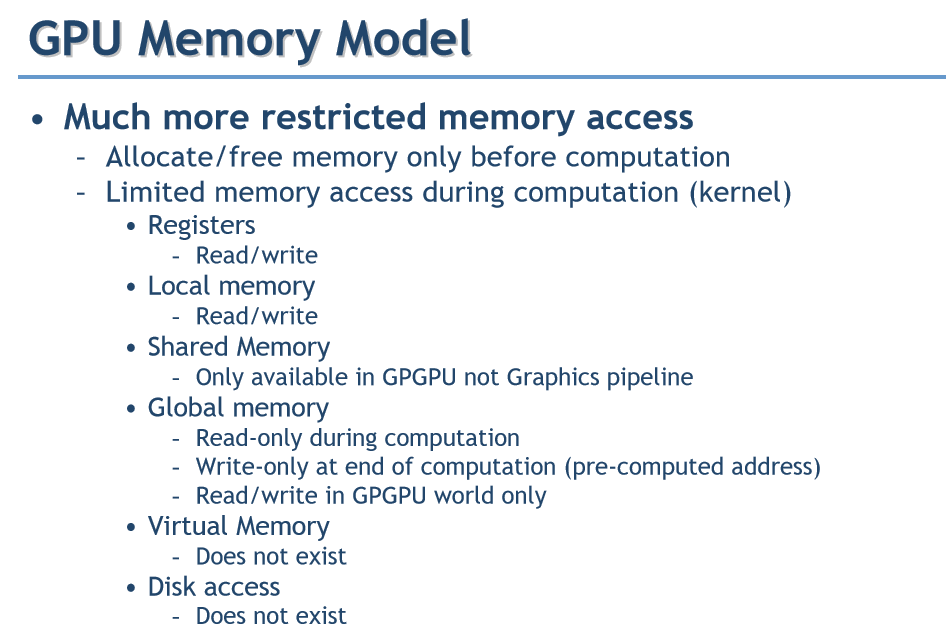 GPU Memory Model
• Much more restricted memory access
– Allocate/free memory only before computation
– Limited memory access during computation (kernel)
• Registers
– Read/write
• Local memory
– Read/write
• Shared Memory
– Only available in GPGPU not Graphics pipeline
• Global memory
– Read-only during computation
– Write-only at end of computation (pre-computed address)
– Read/write in GPGPU world only
• Virtual Memory
– Does not exist
• Disk access
– Does not exist